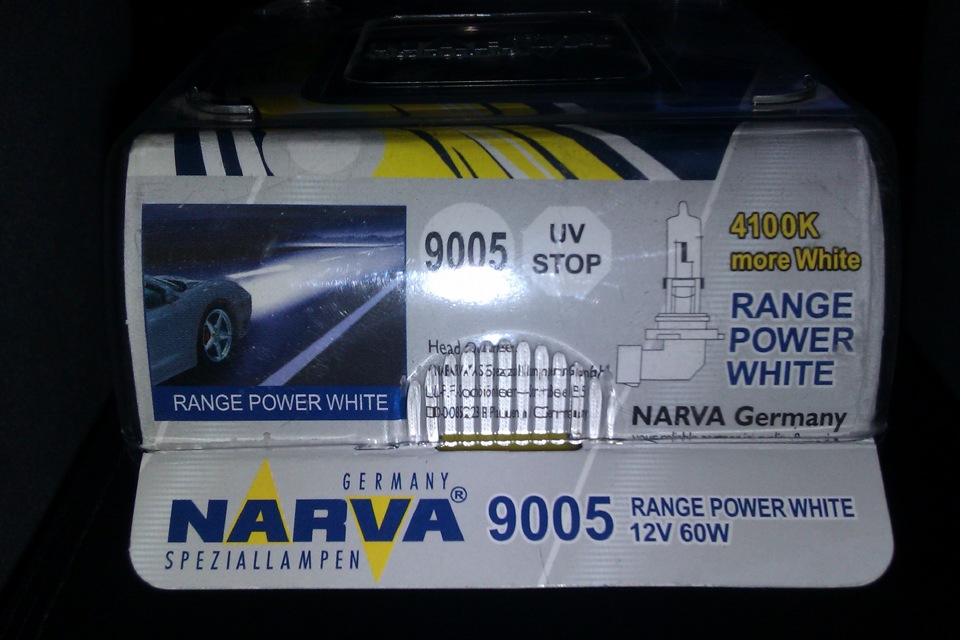 9005
UV
STOP
4100K
more White
RANGE
POWER
WHITE
RANGE POWER WHITE
NARVA Germany
GERMANY
NARVA®
SPEZIALLAMPEN
9005
RANGE POWER WHITE
12V 60W